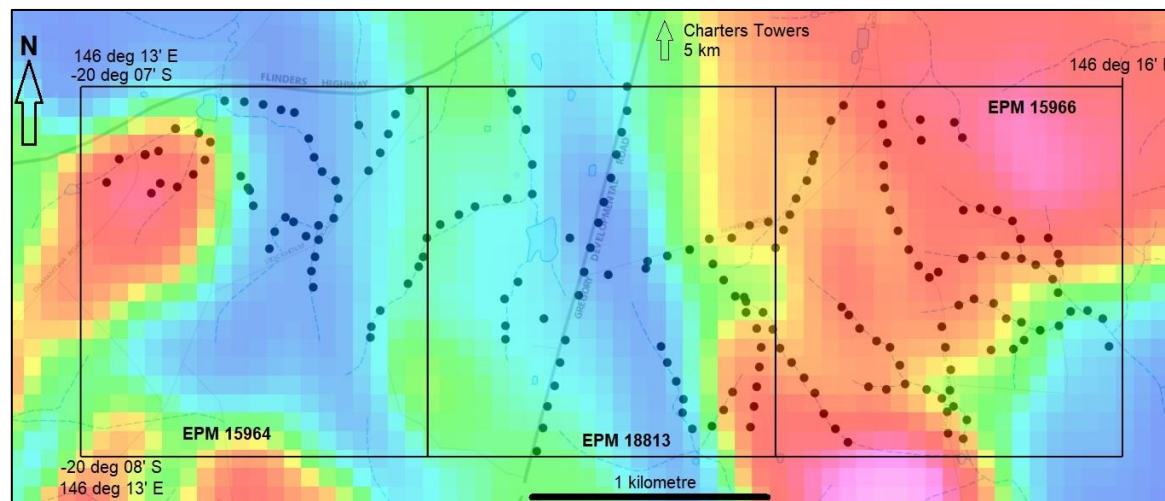 N
146 deg 13' E
-20 deg 07' S
FLINDERS HIGHWAY
Charters Towers
5 km
146 deg 16' E
EPM 15966
GREGORY DEVELOPMENTAL ROAD
EPM 15964
EPM 18813
-20 deg 08' S
146 deg 13' E
1 kilometre